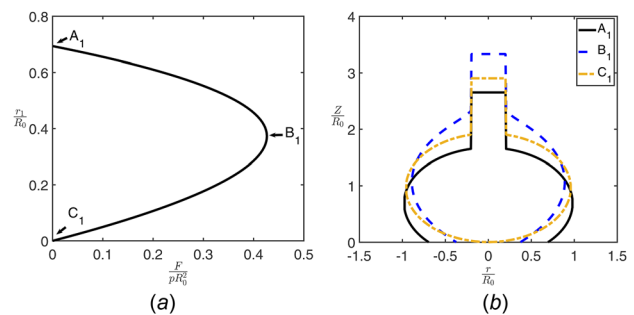 0.8
0.6
0.4
0.2
0
r₁/R₀
A₁
B₁
C₁
0 0.1 0.2 0.3 0.4 0.5
F/pR₀²
(a)
4
3
2
1
0
Z/R₀
A₁
B₁
C₁
-1.5 -1 -0.5 0 0.5 1 1.5
r/R₀
(b)